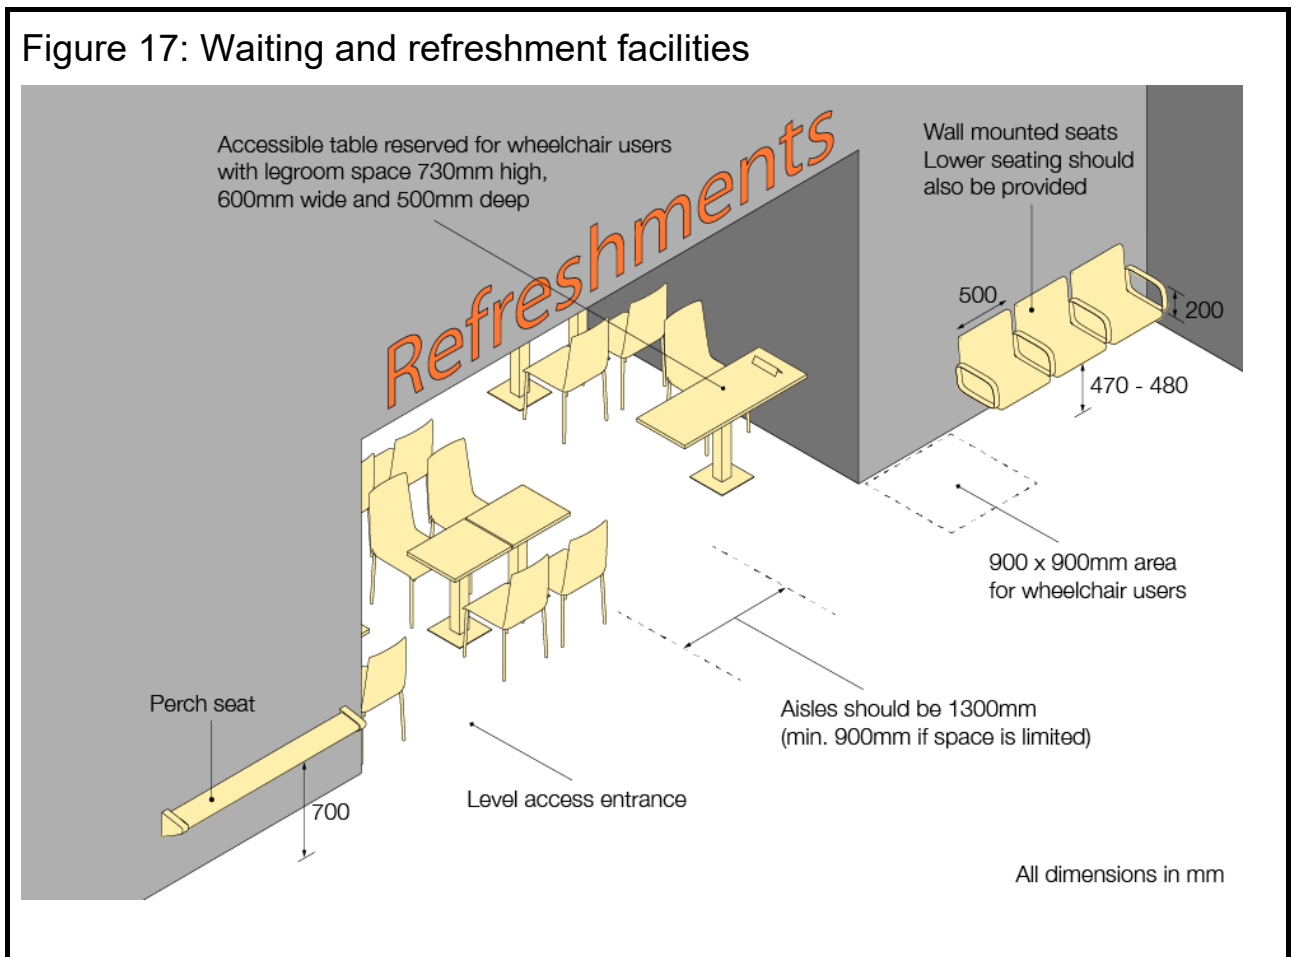 Figure 17: Waiting and refreshment facilities
Accessible table reserved for wheelchair users
with legroom space 730mm high,
600mm wide and 500mm deep
Refreshments
Wall mounted seats
Lower seating should
also be provided
500
200
470 - 480
900 x 900mm area
for wheelchair users
Aisles should be 1300mm
(min. 900mm if space is limited)
Perch seat
700
Level access entrance
All dimensions in mm